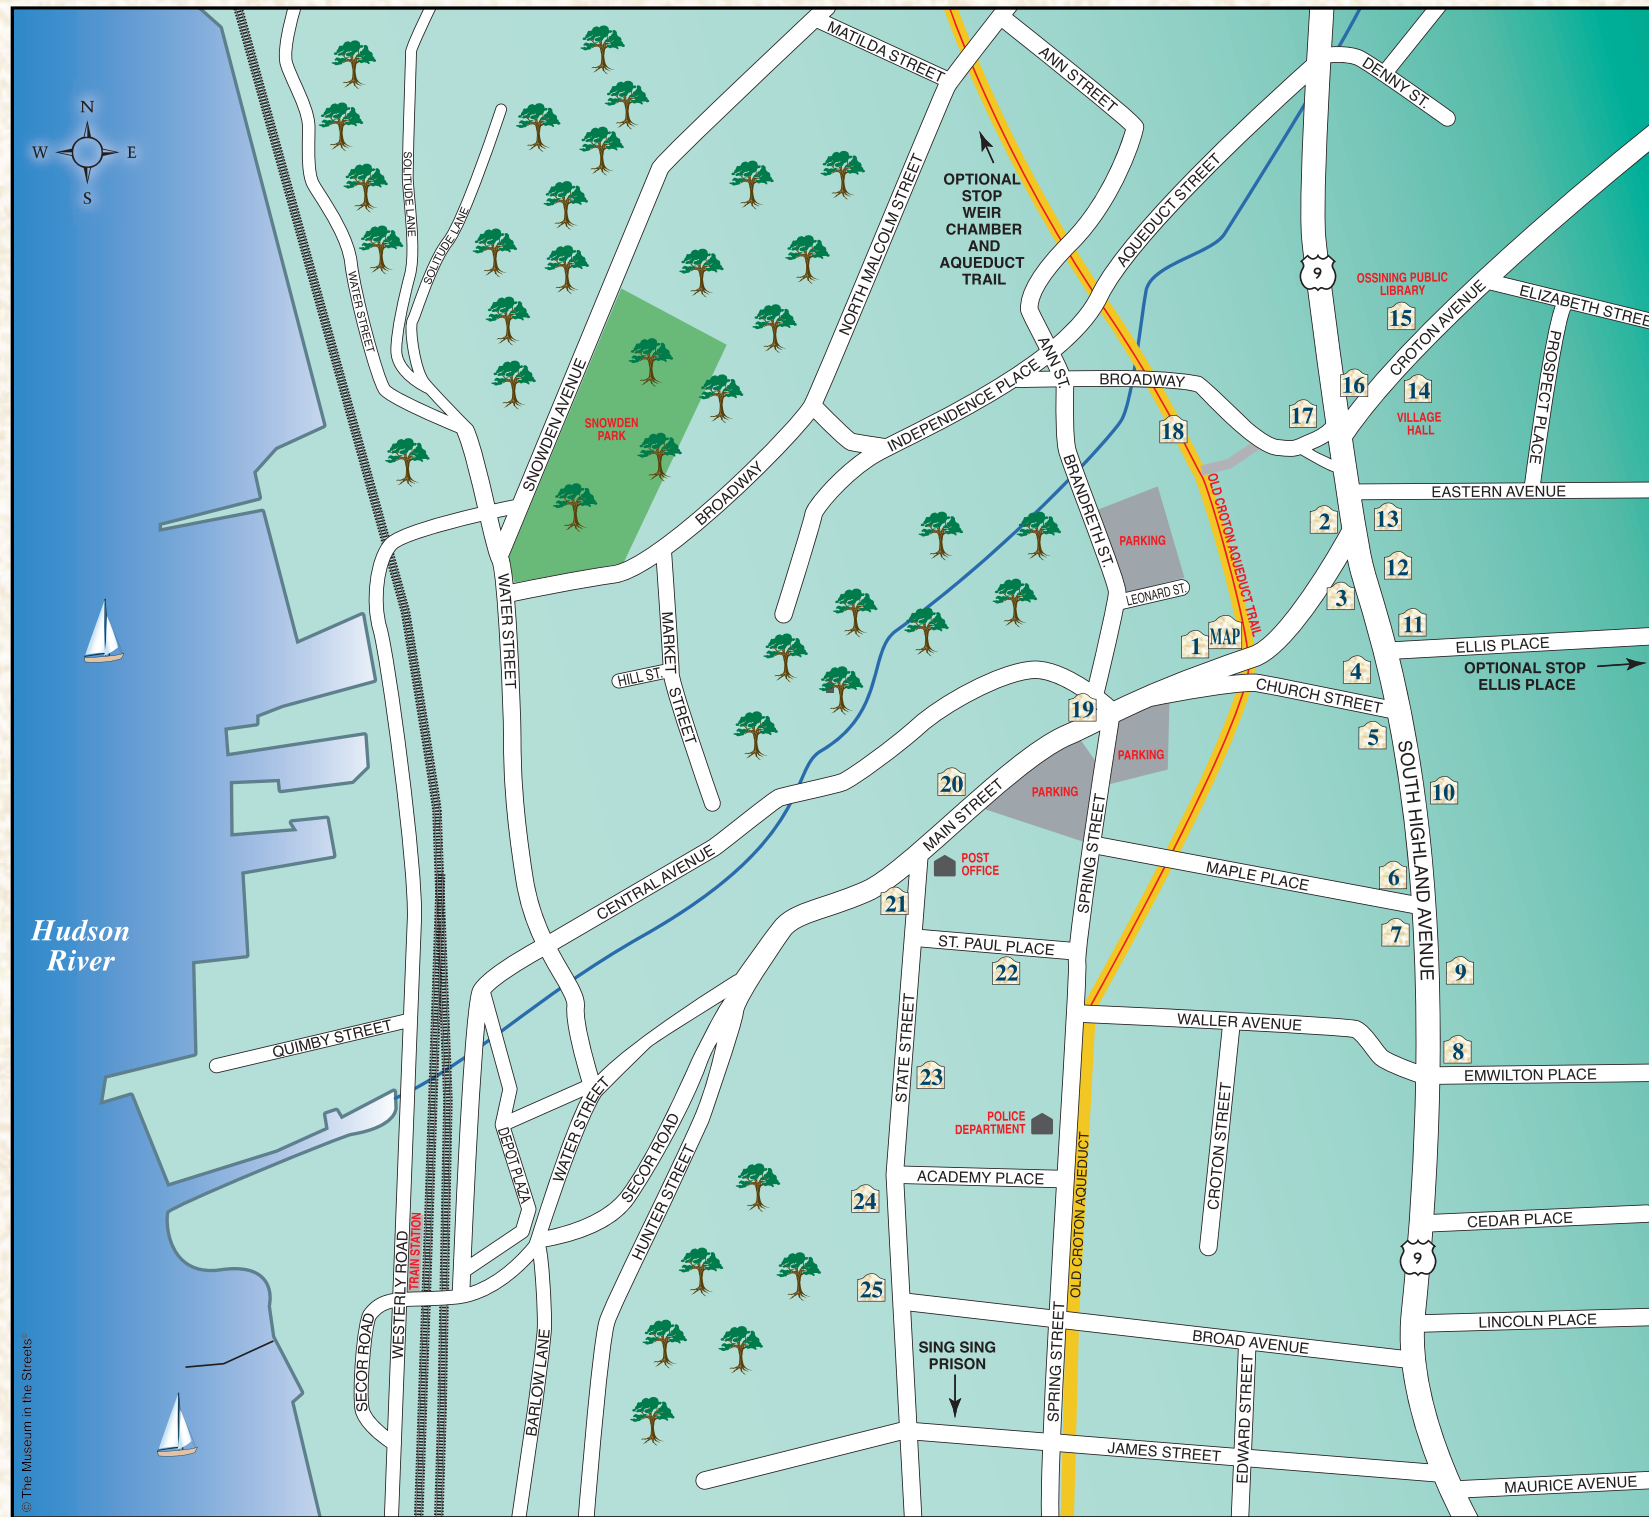 N
W
E
S
MATILDA STREET
ANN STREET
DENNY ST.
SOLITUDE LANE
SOLITUDE LANE
WATER STREET
NORTH MALCOLM STREET
AQUEDUCT STREET
OPTIONAL
STOP
WEIR
CHAMBER
AND
AQUEDUCT
TRAIL
9
OSSINING PUBLIC
LIBRARY
15
CROTON AVENUE
ELIZABETH STREE
PROSPECT PLACE
SNOWDEN AVENUE
SNOWDEN
PARK
ANN ST.
BROADWAY
INDEPENDENCE PLACE
16
14
VILLAGE
HALL
17
18
BROADWAY
BRANDRETH ST.
PARKING
OLD CROTON AQUEDUCT TRAIL
EASTERN AVENUE
2
13
12
3
11
LEONARD ST.
1
MAP
ELLIS PLACE
OPTIONAL STOP
ELLIS PLACE
4
CHURCH STREET
5
WATER STREET
MARKET STREET
HILL ST.
19
PARKING
PARKING
20
MAIN STREET
SOUTH HIGHLAND AVENUE
10
POST
OFFICE
SPRING STREET
MAPLE PLACE
6
7
CENTRAL AVENUE
21
ST. PAUL PLACE
22
9
Hudson
River
QUIMBY STREET
STATE STREET
WALLER AVENUE
8
EMWILTON PLACE
23
POLICE
DEPARTMENT
CROTON STREET
DEPOT PLAZA
WATER STREET
SECOR ROAD
HUNTER STREET
ACADEMY PLACE
OLD CROTON AQUEDUCT
24
CEDAR PLACE
9
TRAIN STATION
WESTERLY ROAD
25
SECOR ROAD
BARLOW LANE
SING SING
PRISON
SPRING STREET
BROAD AVENUE
LINCOLN PLACE
EDWARD STREET
JAMES STREET
MAURICE AVENUE
© The Museum in the Streets®